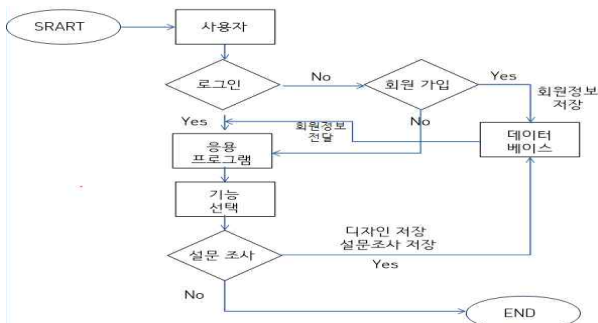 SRART
사용자
로그인
No
회원 가입
Yes
회원정보
저장
Yes
회원정보
전달
No
데이터
베이스
응용
프로그램
기능
선택
설문 조사
디자인 저장
설문조사 저장
Yes
No
END